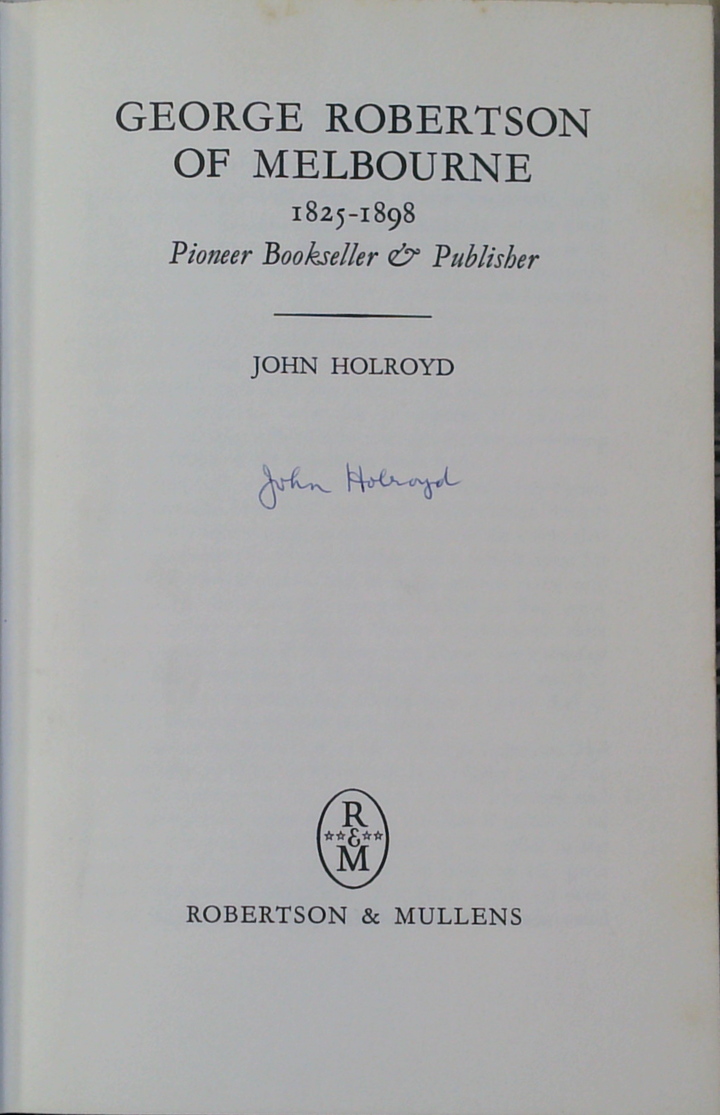 GEORGE ROBERTSON
OF MELBOURNE
1825-1898
Pioneer Bookseller & Publisher
JOHN HOLROYD
John Holroyd
R
☆☆&☆☆
M
ROBERTSON & MULLENS